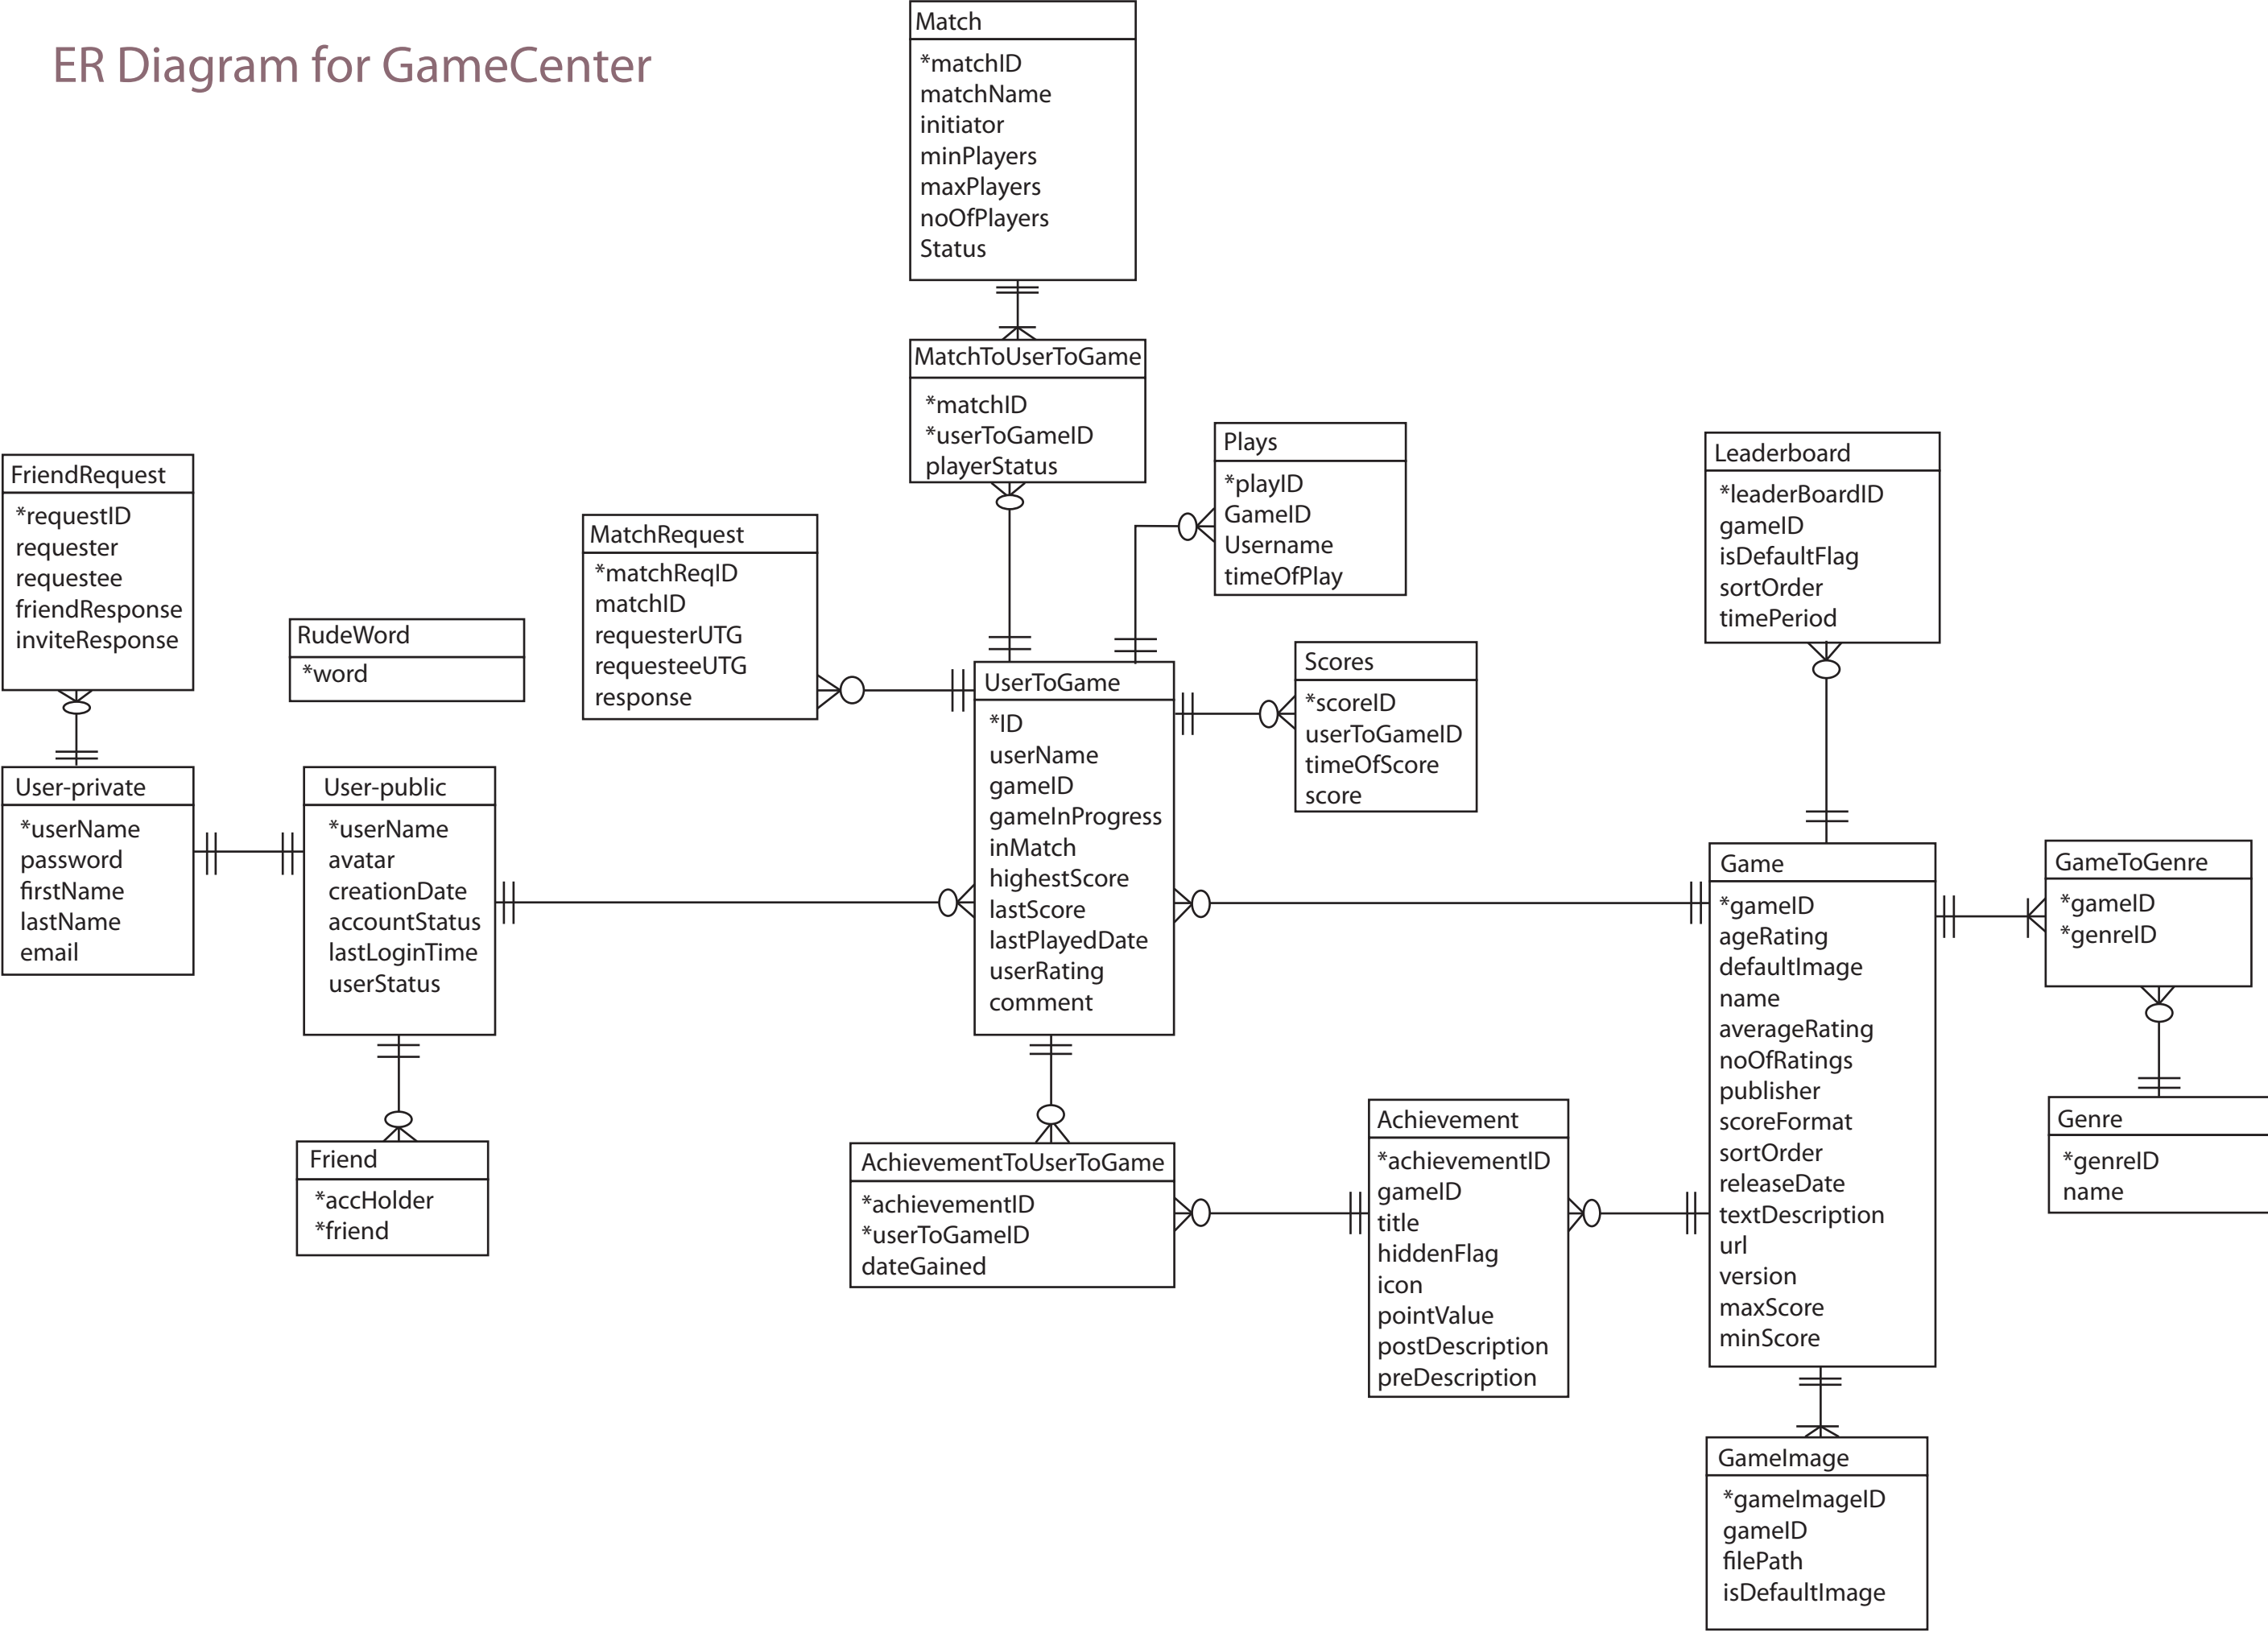 ER Diagram for GameCenter
Match
*matchID
matchName
initiator
minPlayers
maxPlayers
noOfPlayers
Status
MatchToUserToGame
*matchID
*userToGameID
playerStatus
Plays
*playID
GameID
Username
timeOfPlay
Leaderboard
*leaderBoardID
gameID
isDefaultFlag
sortOrder
timePeriod
FriendRequest
*requestID
requester
requestee
friendResponse
inviteResponse
MatchRequest
*matchReqID
matchID
requesterUTG
requesteeUTG
response
RudeWord
*word
Scores
*scoreID
userToGameID
timeOfScore
score
UserToGame
*ID
userName
gameID
gameInProgress
inMatch
highestScore
lastScore
lastPlayedDate
userRating
comment
User-private
*userName
password
firstName
lastName
email
User-public
*userName
avatar
creationDate
accountStatus
lastLoginTime
userStatus
Game
*gameID
ageRating
defaultImage
name
averageRating
noOfRatings
publisher
scoreFormat
sortOrder
releaseDate
textDescription
url
version
maxScore
minScore
GameToGenre
*gameID
*genreID
Genre
*genreID
name
Friend
*accHolder
*friend
AchievementToUserToGame
*achievementID
*userToGameID
dateGained
Achievement
*achievementID
gameID
title
hiddenFlag
icon
pointValue
postDescription
preDescription
GameImage
*gameImageID
gameID
filePath
isDefaultImage